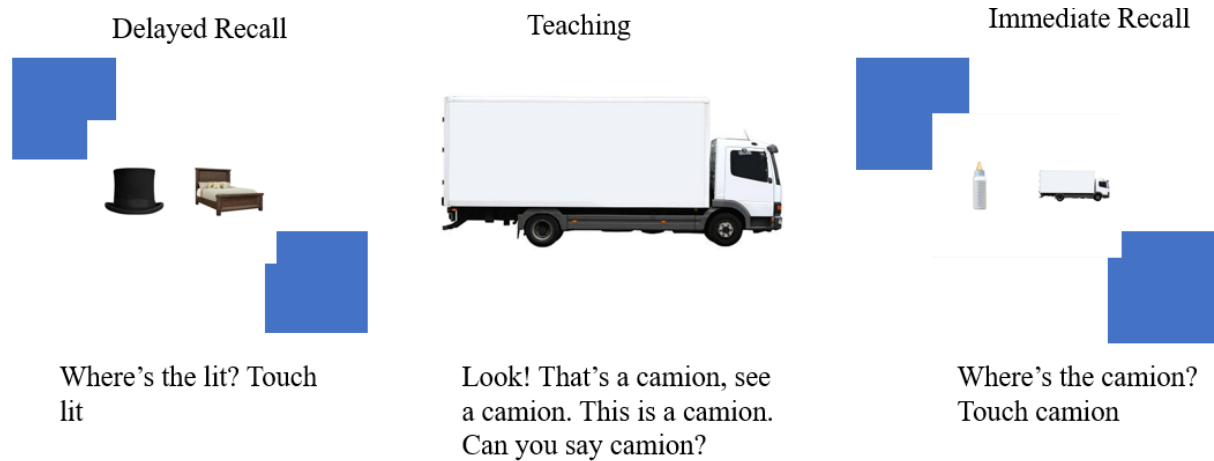 Delayed Recall
Teaching
Immediate Recall
Where’s the lit? Touch
lit
Look! That’s a camion, see
a camion. This is a camion.
Can you say camion?
Where’s the camion?
Touch camion